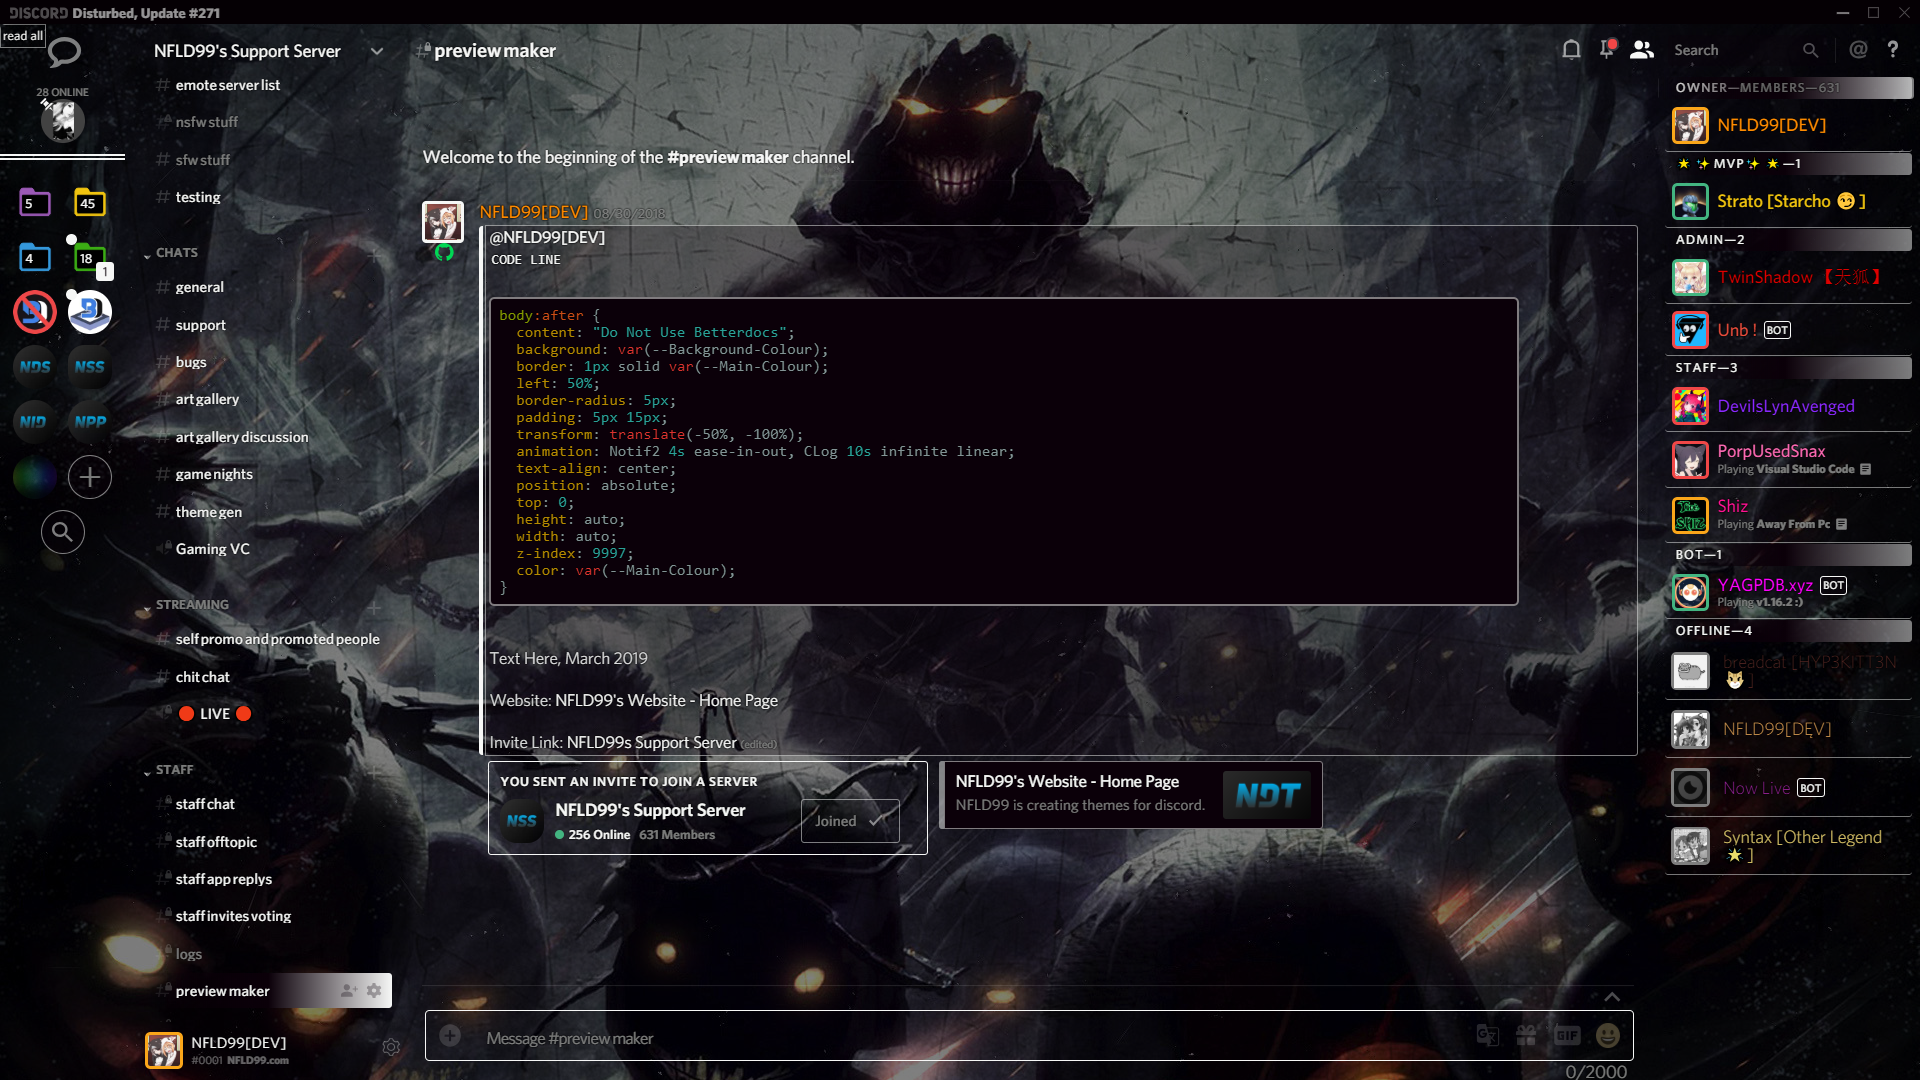 DISCORD Disturbed, Update #271
read all
28 ONLINE
5
45
4
18
1
NDS
NSS
NID
NPP
NFLD99's Support Server
emote server list
nsfw stuff
sfw stuff
testing
CHATS
general
support
bugs
art gallery
art gallery discussion
game nights
theme gen
Gaming VC
STREAMING
self promo and promoted people
chit chat
🔴 LIVE 🔴
STAFF
staff chat
staff offtopic
staff app replys
staff invites voting
logs
preview maker
NFLD99[DEV]
#0001 NFLD99.com
preview maker
Search
Welcome to the beginning of the #preview maker channel.
NFLD99[DEV] 08/30/2018
@NFLD99[DEV]
CODE LINE
body:after {
content: "Do Not Use Betterdocs";
background: var(--Background-Colour);
border: 1px solid var(--Main-Colour);
left: 50%;
border-radius: 5px;
padding: 5px 15px;
transform: translate(-50%, -100%);
animation: Notif2 4s ease-in-out, CLog 10s infinite linear;
text-align: center;
position: absolute;
top: 0;
height: auto;
width: auto;
z-index: 9997;
color: var(--Main-Colour);
}
Text Here, March 2019
Website: NFLD99's Website - Home Page
Invite Link: NFLD99s Support Server (edited)
YOU SENT AN INVITE TO JOIN A SERVER
NSS
NFLD99's Support Server
256 Online 631 Members
Joined
NFLD99's Website - Home Page
NFLD99 is creating themes for discord.
NDT
Message #preview maker
GIF
0/2000
OWNER—MEMBERS—631
NFLD99[DEV]
⭐ ✨ MVP ✨ ⭐ —1
Strato [Starcho 😏 ]
ADMIN—2
TwinShadow 【天狐】
Unb ! BOT
STAFF—3
DevilsLynAvenged
PorpUsedSnax
Playing Visual Studio Code
Shiz
The SHIZ
Playing Away From Pc
BOT—1
YAGPDB.xyz BOT
Playing v1.16.2 :)
OFFLINE—4
breadcat [HYP3KITT3N
🐱 ]
NFLD99[DẸV]
Now Live BOT
Syntax [Other Legend
🌟 ]